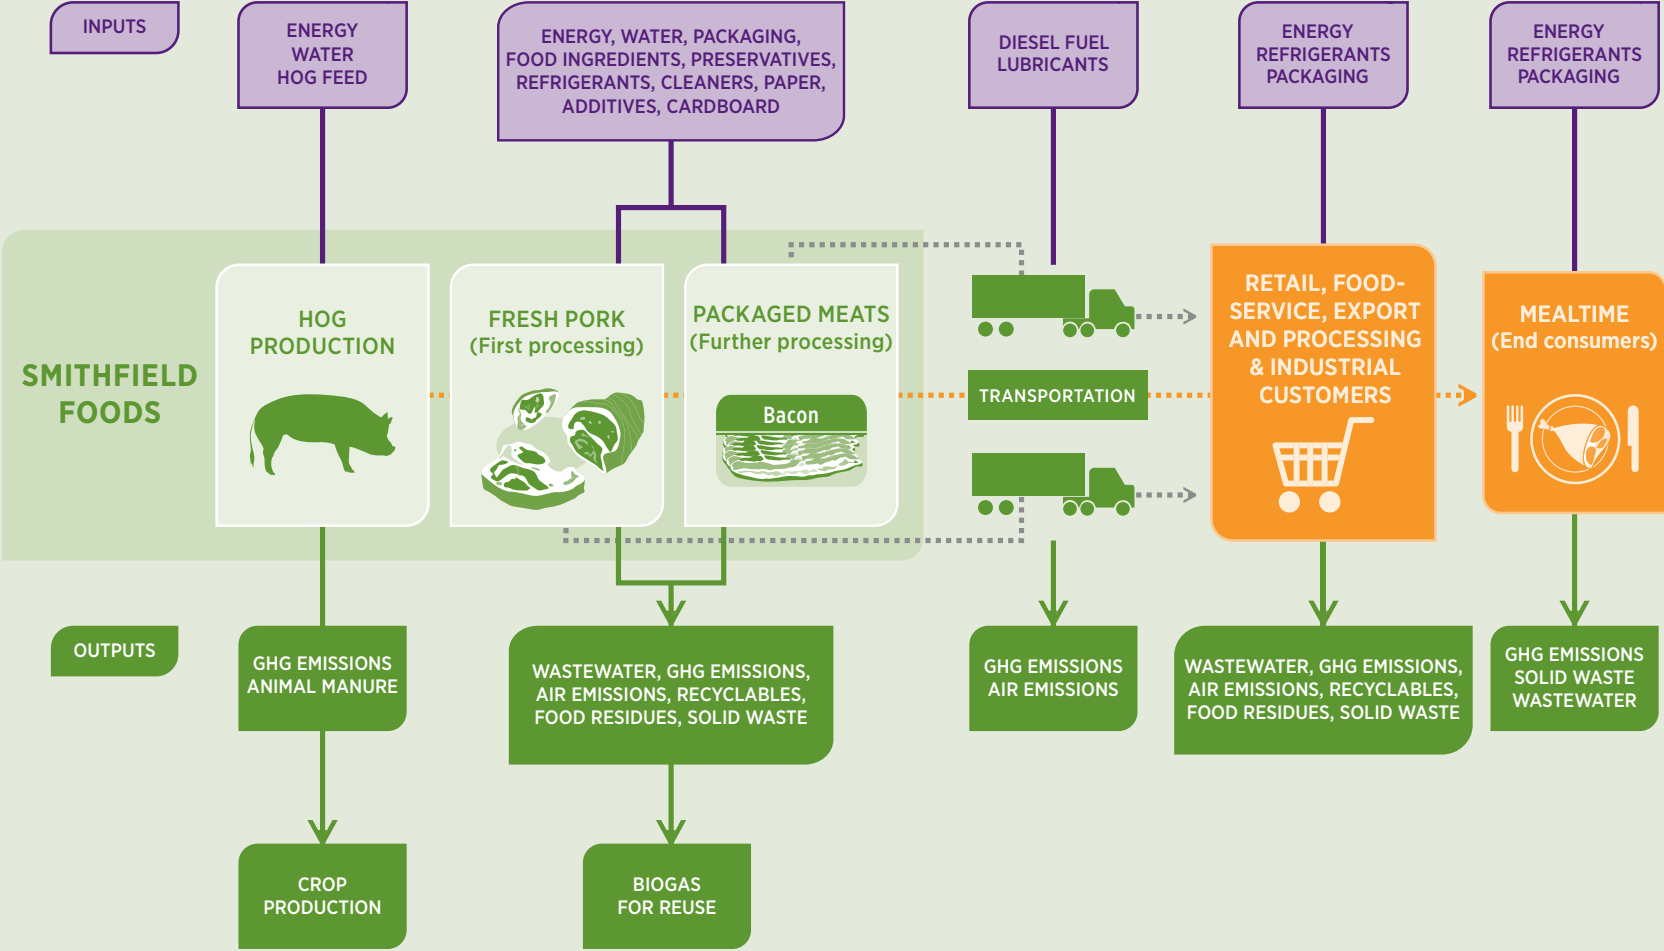 INPUTS
ENERGY
WATER
HOG FEED
ENERGY, WATER, PACKAGING,
FOOD INGREDIENTS, PRESERVATIVES,
REFRIGERANTS, CLEANERS, PAPER,
ADDITIVES, CARDBOARD
DIESEL FUEL
LUBRICANTS
ENERGY
REFRIGERANTS
PACKAGING
ENERGY
REFRIGERANTS
PACKAGING
SMITHFIELD
FOODS
HOG
PRODUCTION
FRESH PORK
(First processing)
PACKAGED MEATS
(Further processing)
Bacon
TRANSPORTATION
RETAIL, FOOD-
SERVICE, EXPORT
AND PROCESSING
& INDUSTRIAL
CUSTOMERS
MEALTIME
(End consumers)
OUTPUTS
GHG EMISSIONS
ANIMAL MANURE
WASTEWATER, GHG EMISSIONS,
AIR EMISSIONS, RECYCLABLES,
FOOD RESIDUES, SOLID WASTE
GHG EMISSIONS
AIR EMISSIONS
WASTEWATER, GHG EMISSIONS,
AIR EMISSIONS, RECYCLABLES,
FOOD RESIDUES, SOLID WASTE
GHG EMISSIONS
SOLID WASTE
WASTEWATER
CROP
PRODUCTION
BIOGAS
FOR REUSE